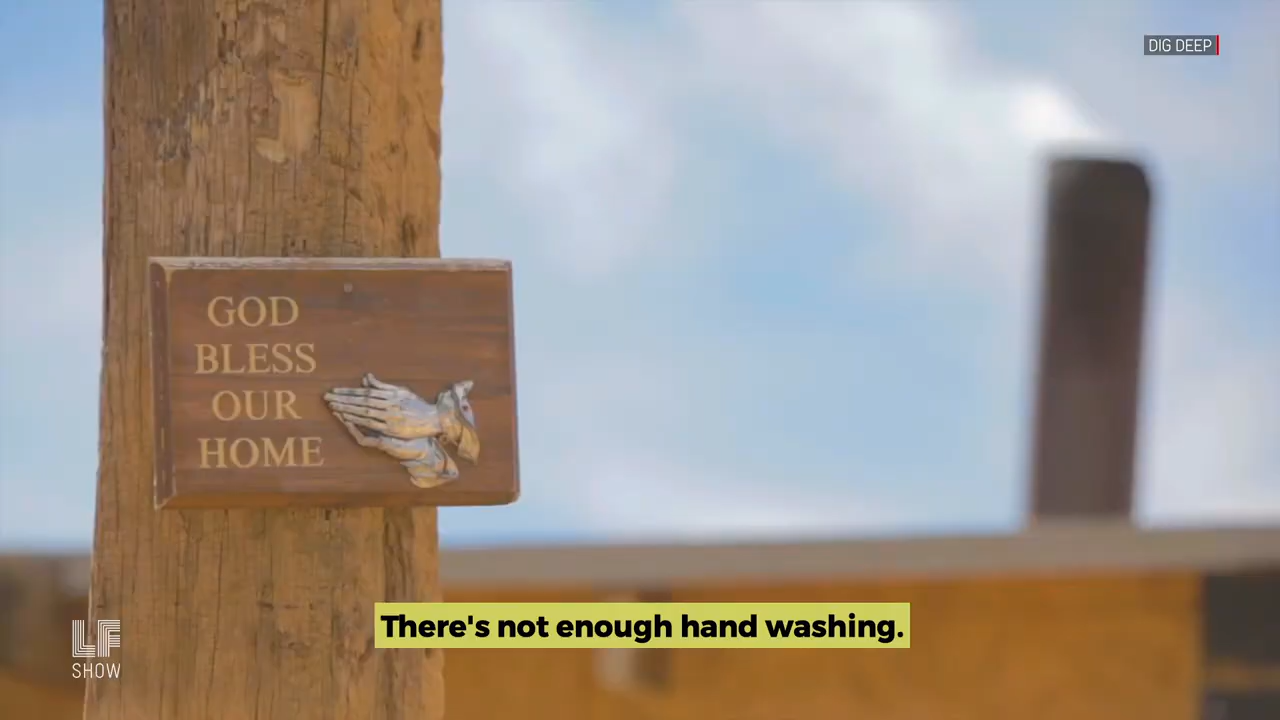 DIG DEEP
GOD
BLESS
OUR
HOME
There's not enough hand washing.
LF
SHOW